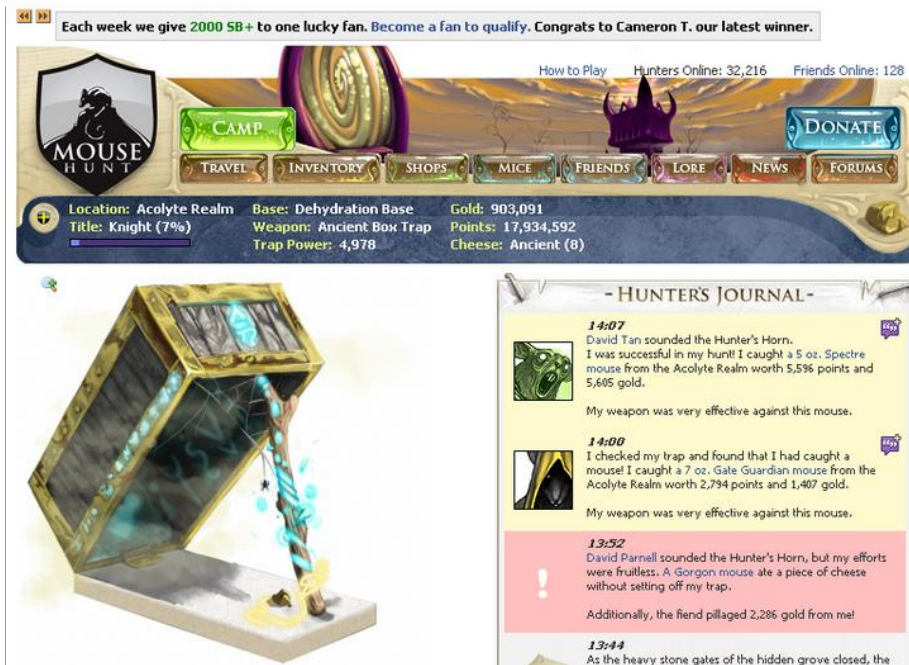 Each week we give 2000 SB+ to one lucky fan. Become a fan to qualify. Congrats to Cameron T. our latest winner.
How to Play Hunters Online: 32,216 Friends Online: 128
MOUSE
HUNT
CAMP
DONATE
TRAVEL INVENTORY SHOPS MICE FRIENDS LORE NEWS FORUMS
Location: Acolyte Realm Base: Dehydration Base Gold: 903,091
Title: Knight (7%) Weapon: Ancient Box Trap Points: 17,934,592
Trap Power: 4,978 Cheese: Ancient (8)
-HUNTER'S JOURNAL-
14:07
David Tan sounded the Hunter's Horn.
I was successful in my hunt! I caught a 5 oz. Spectre
mouse from the Acolyte Realm worth 5,596 points and
5,605 gold.
My weapon was very effective against this mouse.
14:00
I checked my trap and found that I had caught a
mouse! I caught a 7 oz. Gate Guardian mouse from the
Acolyte Realm worth 2,794 points and 1,407 gold.
My weapon was very effective against this mouse.
13:52
David Parnell sounded the Hunter's Horn, but my efforts
were fruitless. A Gorgon mouse ate a piece of cheese
without setting off my trap.
Additionally, the fiend pillaged 2,286 gold from me!
13:44
As the heavy stone gates of the hidden grove closed, the